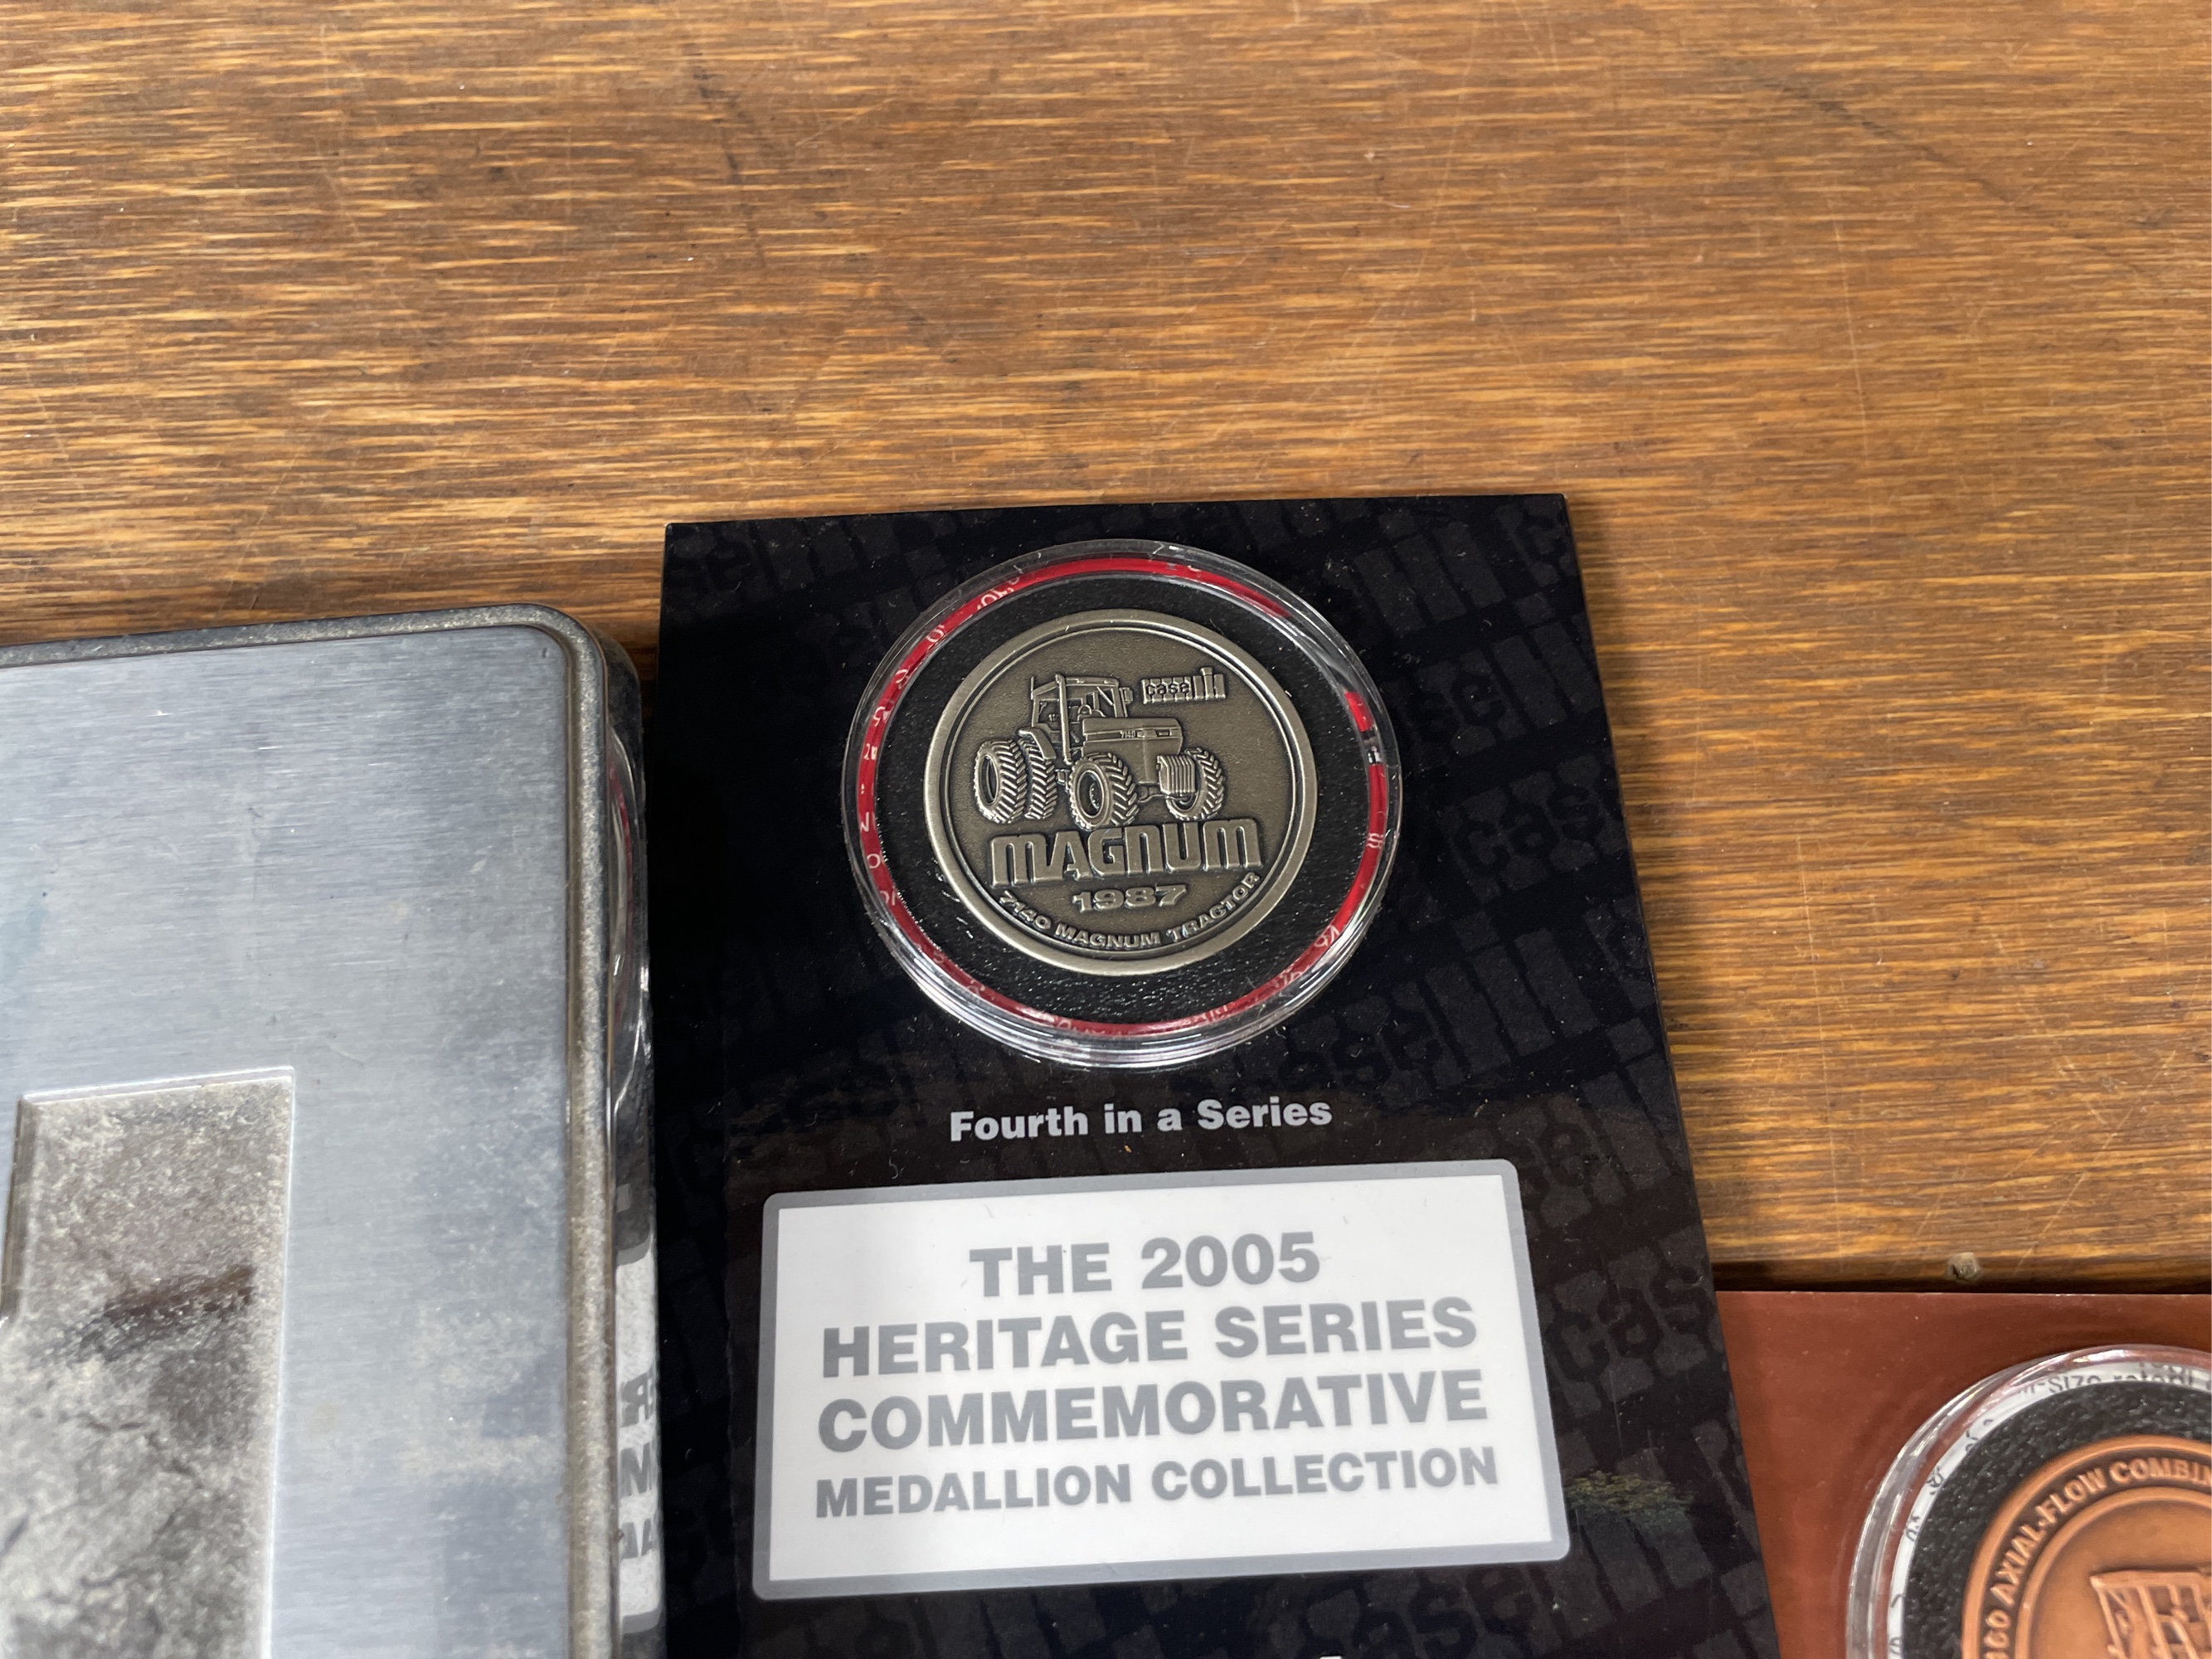 case IH
7140
MAGNUM
1987
7140 MAGNUM TRACTOR
Fourth in a Series
THE 2005
HERITAGE SERIES
COMMEMORATIVE
MEDALLION COLLECTION
AXIAL-FLOW